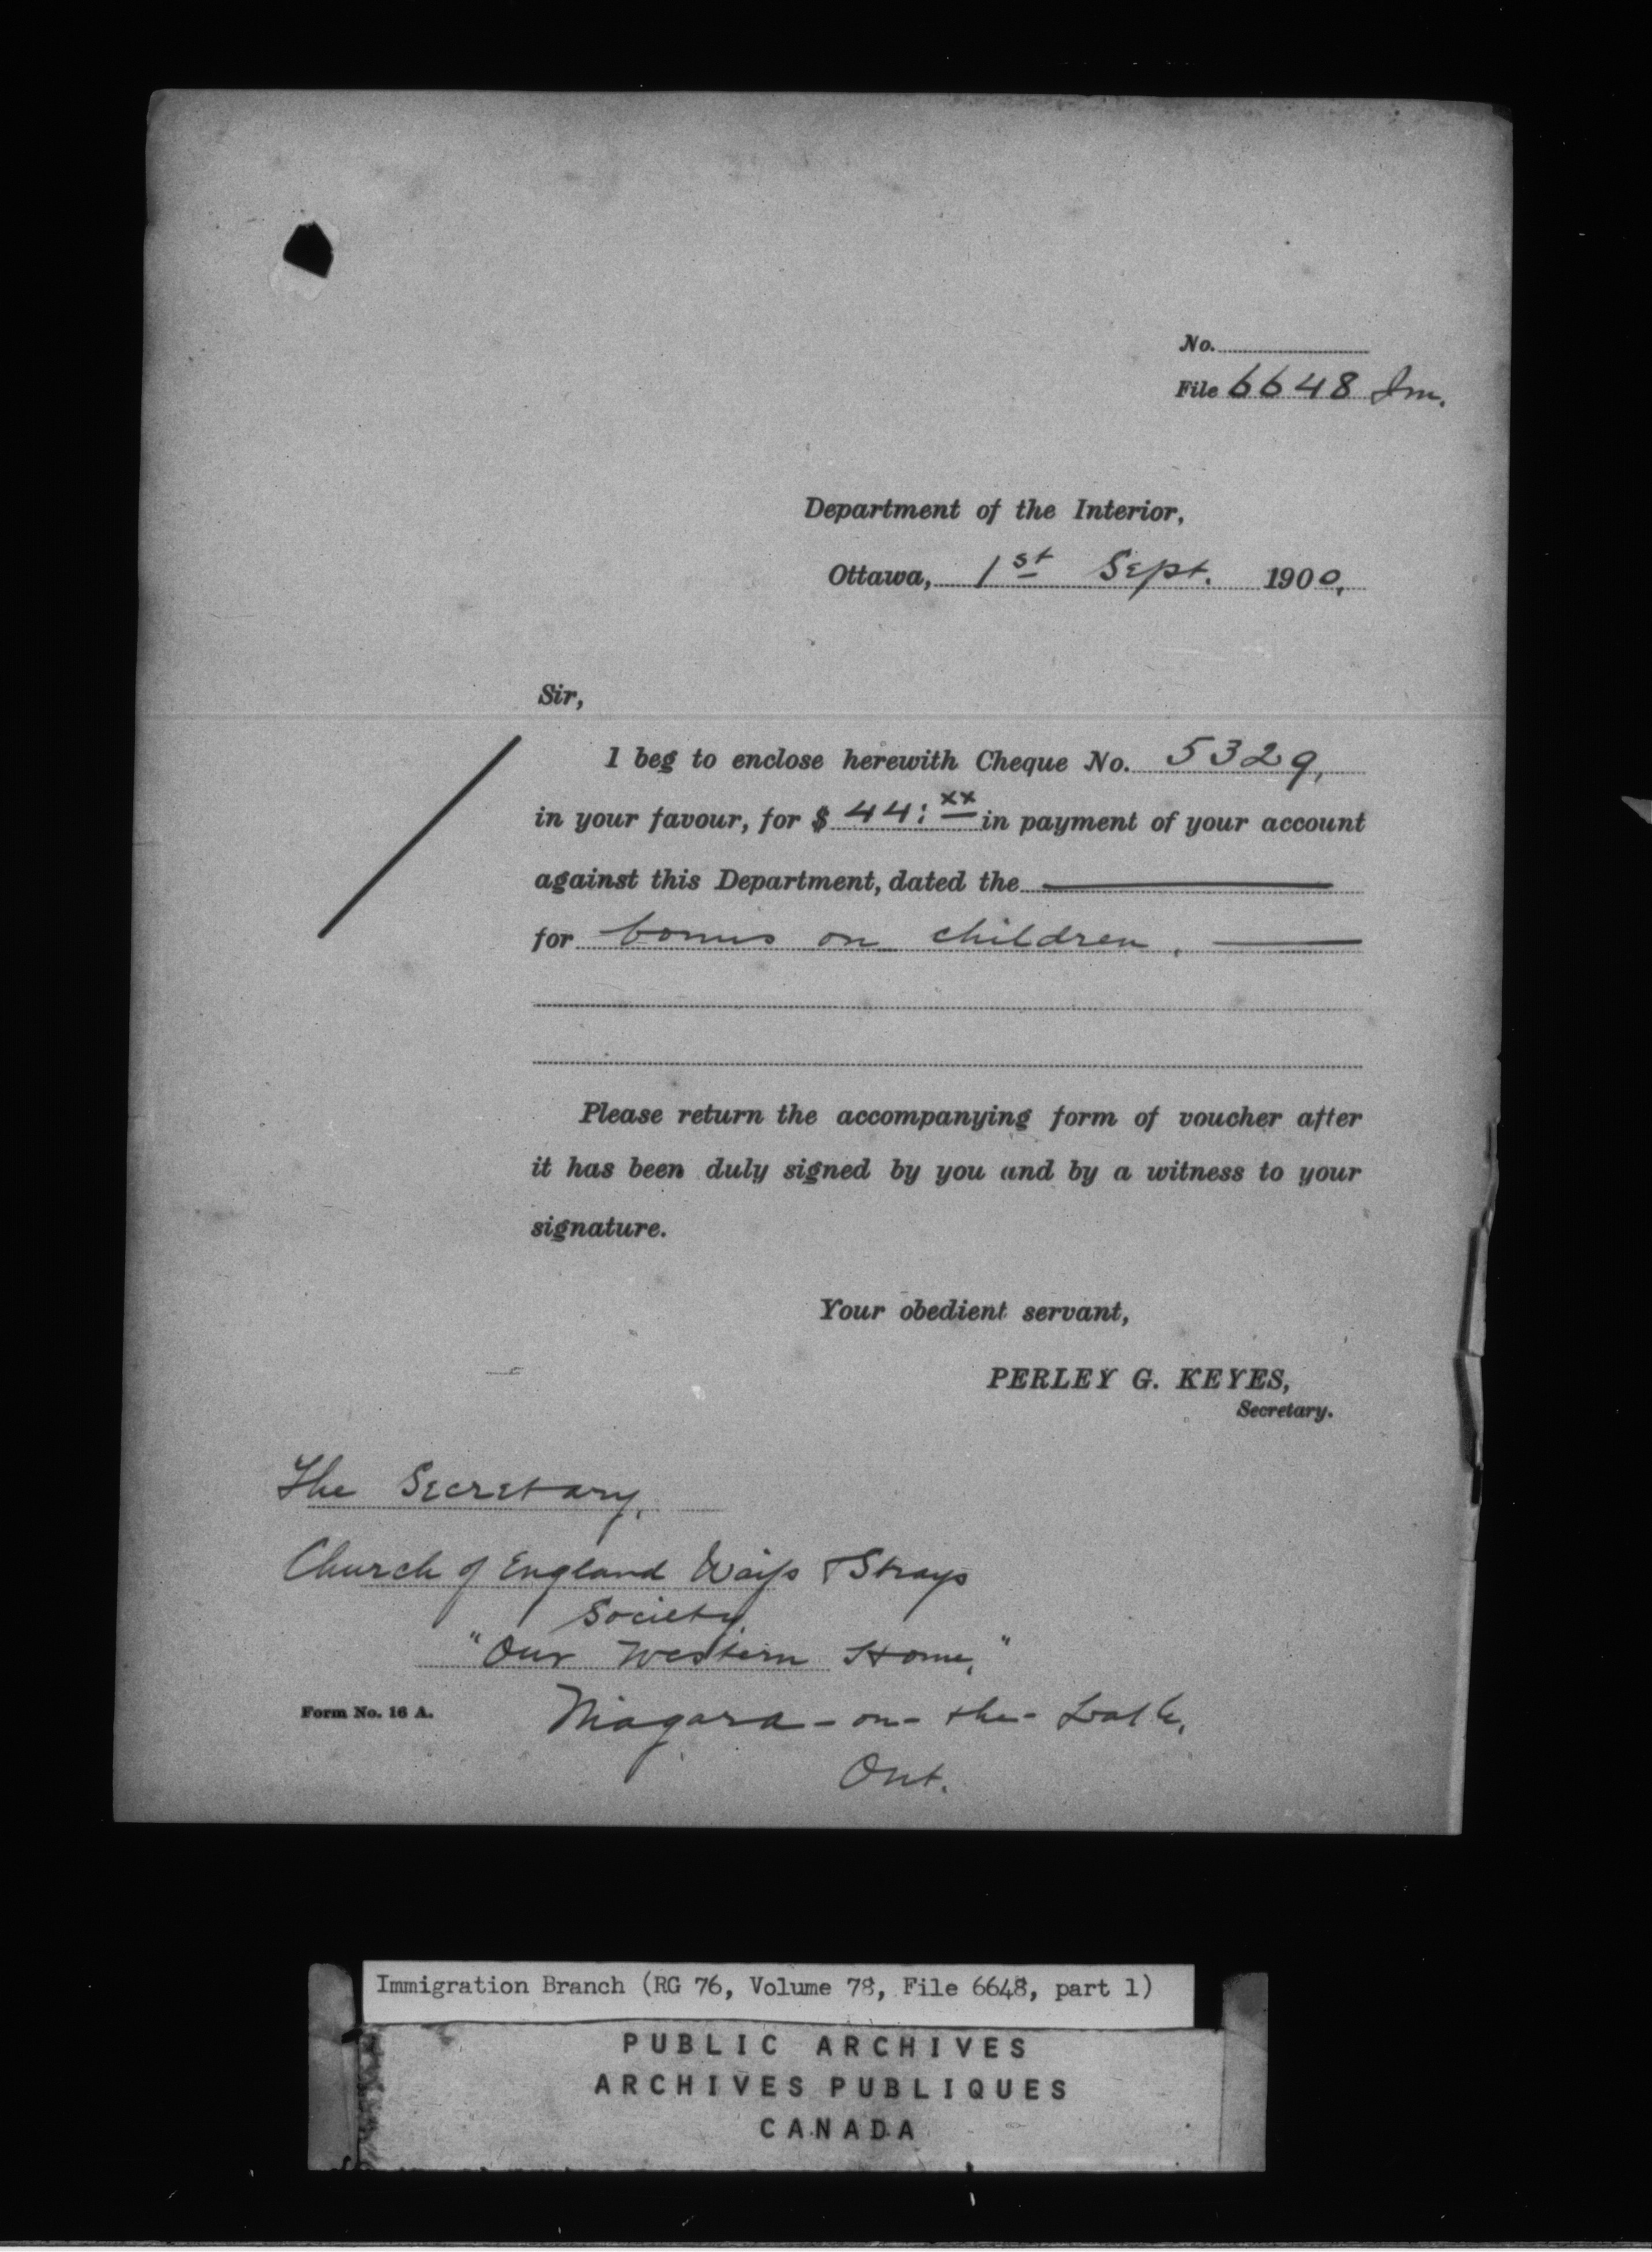 No.
File 6648 Im.
Department of the Interior,
Ottawa, 1st Sept. 1900,
Sir,
I beg to enclose herewith Cheque No. 5329,
in your favour, for $ 44: xx in payment of your account
against this Department, dated the
for bonus on children,
Please return the accompanying form of voucher after
it has been duly signed by you and by a witness to your
signature.
Your obedient servant,
PERLEY G. KEYES,
Secretary.
The Secretary,
Church of England Waifs & Strays
Society
"Our Western Home,"
Form No. 16 A.
Niagara-on-the-Lake,
Ont.
Immigration Branch (RG 76, Volume 78, File 6648, part 1)
PUBLIC ARCHIVES
ARCHIVES PUBLIQUES
CANADA